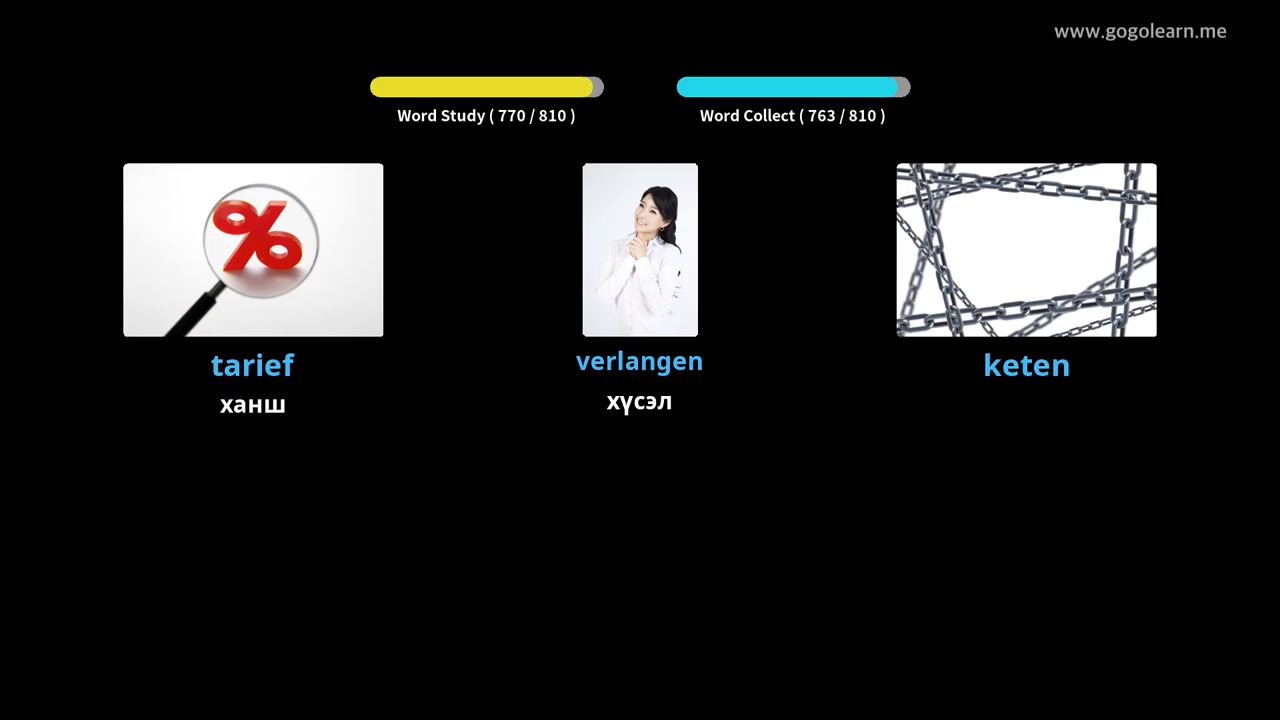 www.gogolearn.me
Word Study ( 770 / 810 )
Word Collect ( 763 / 810 )
tarief
ханш
verlangen
хүсэл
keten